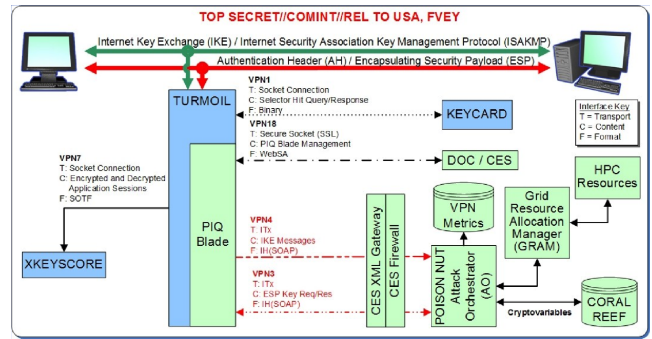 TOP SECRET//COMINT//REL TO USA, FVEY
Internet Key Exchange (IKE) / Internet Security Association Key Management Protocol (ISAKMP)
Authentication Header (AH) / Encapsulating Security Payload (ESP)
TURMOIL
VPN1
T: Socket Connection
C: Selector Hit Query/Response
F: Binary
KEYCARD
Interface Key
T = Transport
C = Content
F = Format
VPN18
T: Secure Socket (SSL)
C: PIQ Blade Management
F: WebSA
DOC / CES
VPN7
T: Socket Connection
C: Encrypted and Decrypted
Application Sessions
F: SOTF
XKEYSCORE
PIQ
Blade
VPN4
T: ITx
C: IKE Messages
F: IH(SOAP)
VPN3
T: ITx
C: ESP Key Req/Res
F: IH(SOAP)
CES XML Gateway
CES Firewall
VPN
Metrics
POISON NUT
Attack
Orchestrator
(AO)
Grid
Resource
Allocation
Manager
(GRAM)
HPC
Resources
Cryptovariables
CORAL
REEF